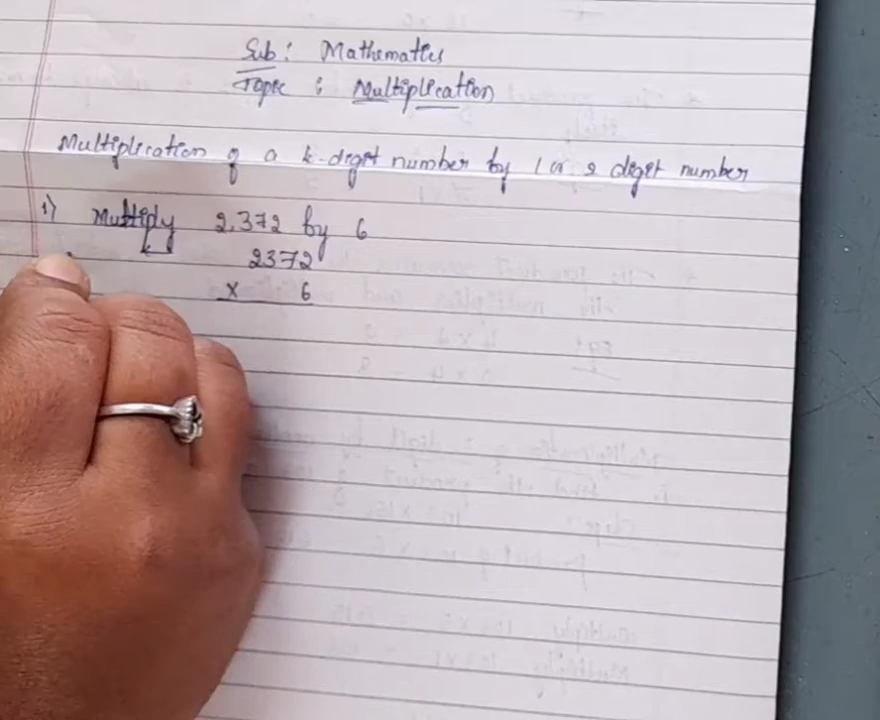 Sub : Mathematics
Topic : Multiplication
Multiplication of a k-digit number by 1 or 2 digit number
1) Multiply 2,372 by 6
2372
x 6